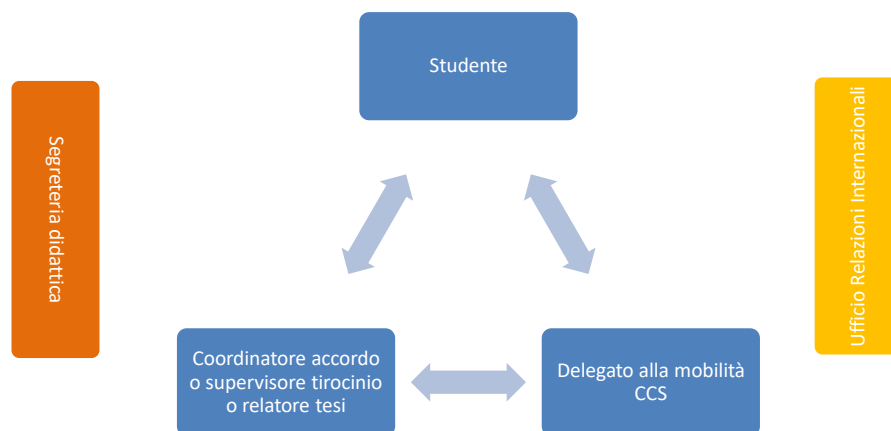 Studente
Segreteria didattica
Ufficio Relazioni Internazionali
Coordinatore accordo
o supervisore tirocinio
o relatore tesi
Delegato alla mobilità
CCS